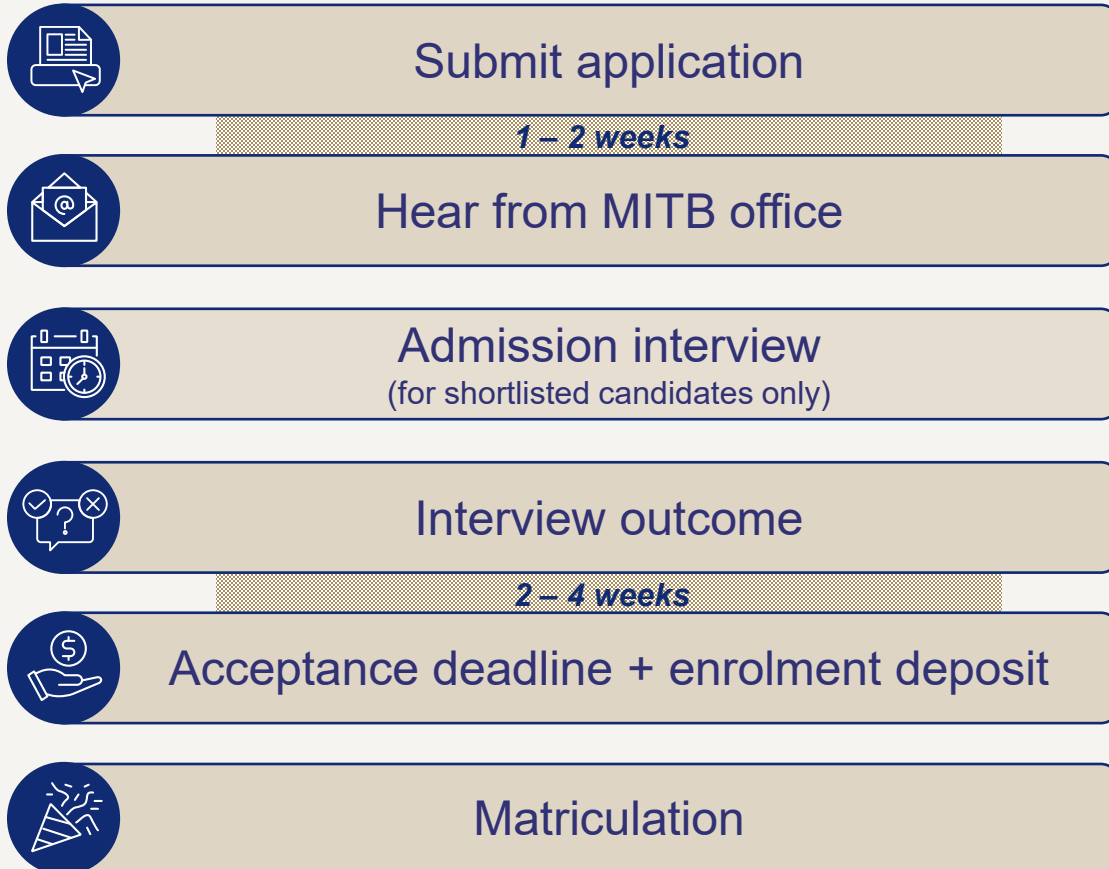 Submit application
1 – 2 weeks
@
Hear from MITB office
Admission interview
(for shortlisted candidates only)
?
Interview outcome
2 – 4 weeks
$
Acceptance deadline + enrolment deposit
Matriculation